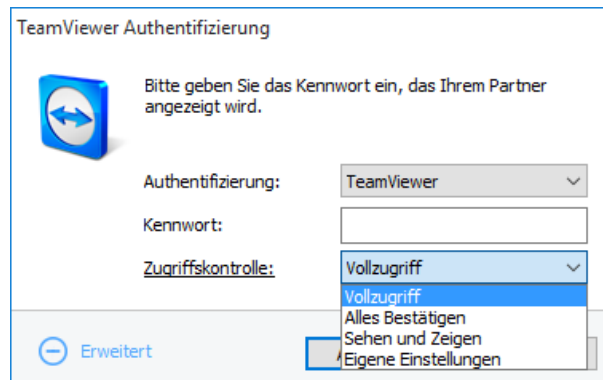 TeamViewer Authentifizierung
Bitte geben Sie das Kennwort ein, das Ihrem Partner
angezeigt wird.
Authentifizierung: TeamViewer
Kennwort:
Zugriffskontrolle: Vollzugriff
Vollzugriff
Alles Bestätigen
Sehen und Zeigen
Eigene Einstellungen
Erweitert